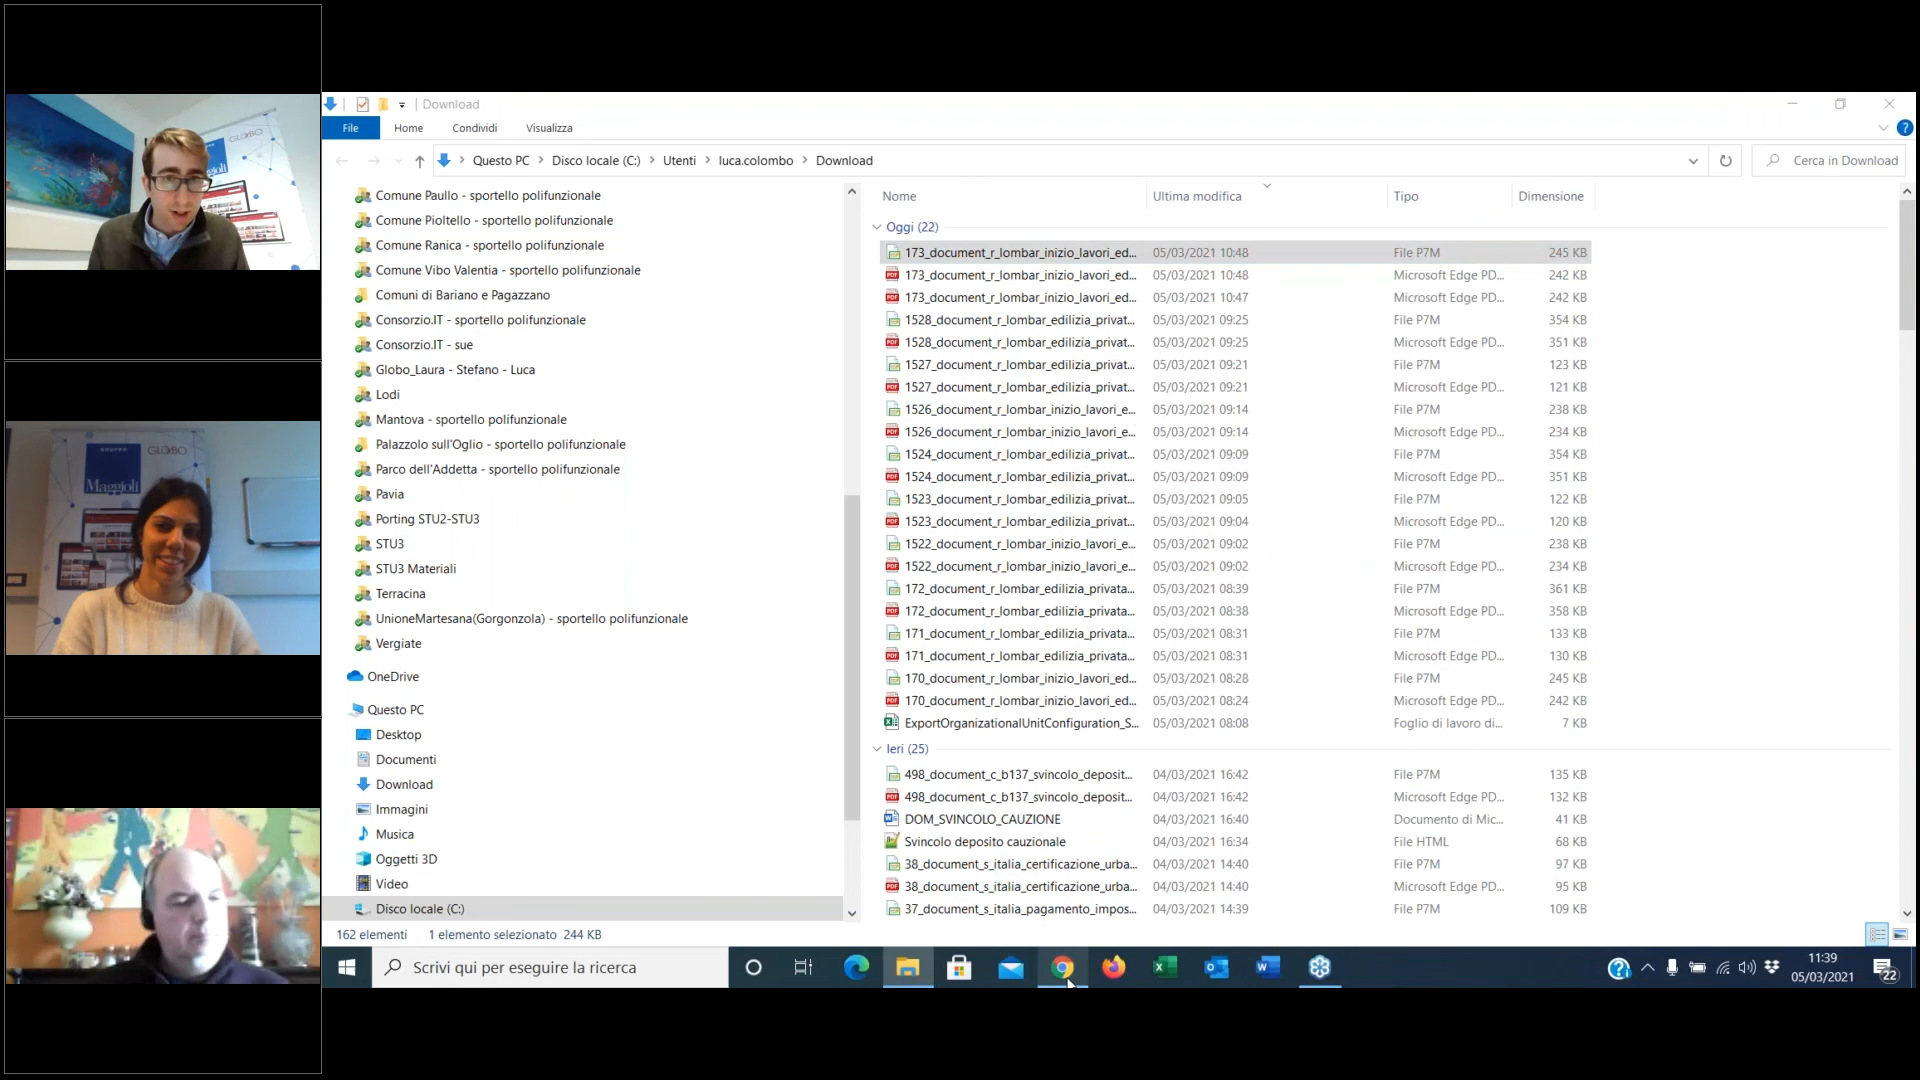 GLOBO
GRUPPO
Maggioli
GLOBO
Download
File Home Condividi Visualizza
Questo PC > Disco locale (C:) > Utenti > luca.colombo > Download
Cerca in Download
Comune Paullo - sportello polifunzionale
Comune Pioltello - sportello polifunzionale
Comune Ranica - sportello polifunzionale
Comune Vibo Valentia - sportello polifunzionale
Comuni di Bariano e Pagazzano
Consorzio.IT - sportello polifunzionale
Consorzio.IT - sue
Globo_Laura - Stefano - Luca
Lodi
Mantova - sportello polifunzionale
Palazzolo sull'Oglio - sportello polifunzionale
Parco dell'Addetta - sportello polifunzionale
Pavia
Porting STU2-STU3
STU3
STU3 Materiali
Terracina
UnioneMartesana(Gorgonzola) - sportello polifunzionale
Vergiate
OneDrive
Questo PC
Desktop
Documenti
Download
Immagini
Musica
Oggetti 3D
Video
Disco locale (C:)
Nome Ultima modifica Tipo Dimensione
Oggi (22)
173_document_r_lombar_inizio_lavori_ed... 05/03/2021 10:48 File P7M 245 KB
173_document_r_lombar_inizio_lavori_ed... 05/03/2021 10:48 Microsoft Edge PD... 242 KB
173_document_r_lombar_inizio_lavori_ed... 05/03/2021 10:47 Microsoft Edge PD... 242 KB
1528_document_r_lombar_edilizia_privat... 05/03/2021 09:25 File P7M 354 KB
1528_document_r_lombar_edilizia_privat... 05/03/2021 09:25 Microsoft Edge PD... 351 KB
1527_document_r_lombar_edilizia_privat... 05/03/2021 09:21 File P7M 123 KB
1527_document_r_lombar_edilizia_privat... 05/03/2021 09:21 Microsoft Edge PD... 121 KB
1526_document_r_lombar_inizio_lavori_e... 05/03/2021 09:14 File P7M 238 KB
1526_document_r_lombar_inizio_lavori_e... 05/03/2021 09:14 Microsoft Edge PD... 234 KB
1524_document_r_lombar_edilizia_privat... 05/03/2021 09:09 File P7M 354 KB
1524_document_r_lombar_edilizia_privat... 05/03/2021 09:09 Microsoft Edge PD... 351 KB
1523_document_r_lombar_edilizia_privat... 05/03/2021 09:05 File P7M 122 KB
1523_document_r_lombar_edilizia_privat... 05/03/2021 09:04 Microsoft Edge PD... 120 KB
1522_document_r_lombar_inizio_lavori_e... 05/03/2021 09:02 File P7M 238 KB
1522_document_r_lombar_inizio_lavori_e... 05/03/2021 09:02 Microsoft Edge PD... 234 KB
172_document_r_lombar_edilizia_privata... 05/03/2021 08:39 File P7M 361 KB
172_document_r_lombar_edilizia_privata... 05/03/2021 08:38 Microsoft Edge PD... 358 KB
171_document_r_lombar_edilizia_privata... 05/03/2021 08:31 File P7M 133 KB
171_document_r_lombar_edilizia_privata... 05/03/2021 08:31 Microsoft Edge PD... 130 KB
170_document_r_lombar_inizio_lavori_ed... 05/03/2021 08:28 File P7M 245 KB
170_document_r_lombar_inizio_lavori_ed... 05/03/2021 08:24 Microsoft Edge PD... 242 KB
ExportOrganizationalUnitConfiguration_S... 05/03/2021 08:08 Foglio di lavoro di... 7 KB
Ieri (25)
498_document_c_b137_svincolo_deposit... 04/03/2021 16:42 File P7M 135 KB
498_document_c_b137_svincolo_deposit... 04/03/2021 16:42 Microsoft Edge PD... 132 KB
DOM_SVINCOLO_CAUZIONE 04/03/2021 16:40 Documento di Mic... 41 KB
Svincolo deposito cauzionale 04/03/2021 16:34 File HTML 68 KB
38_document_s_italia_certificazione_urba... 04/03/2021 14:40 File P7M 97 KB
38_document_s_italia_certificazione_urba... 04/03/2021 14:40 Microsoft Edge PD... 95 KB
37_document_s_italia_pagamento_impos... 04/03/2021 14:39 File P7M 109 KB
162 elementi 1 elemento selezionato 244 KB
Scrivi qui per eseguire la ricerca
11:39
05/03/2021
22